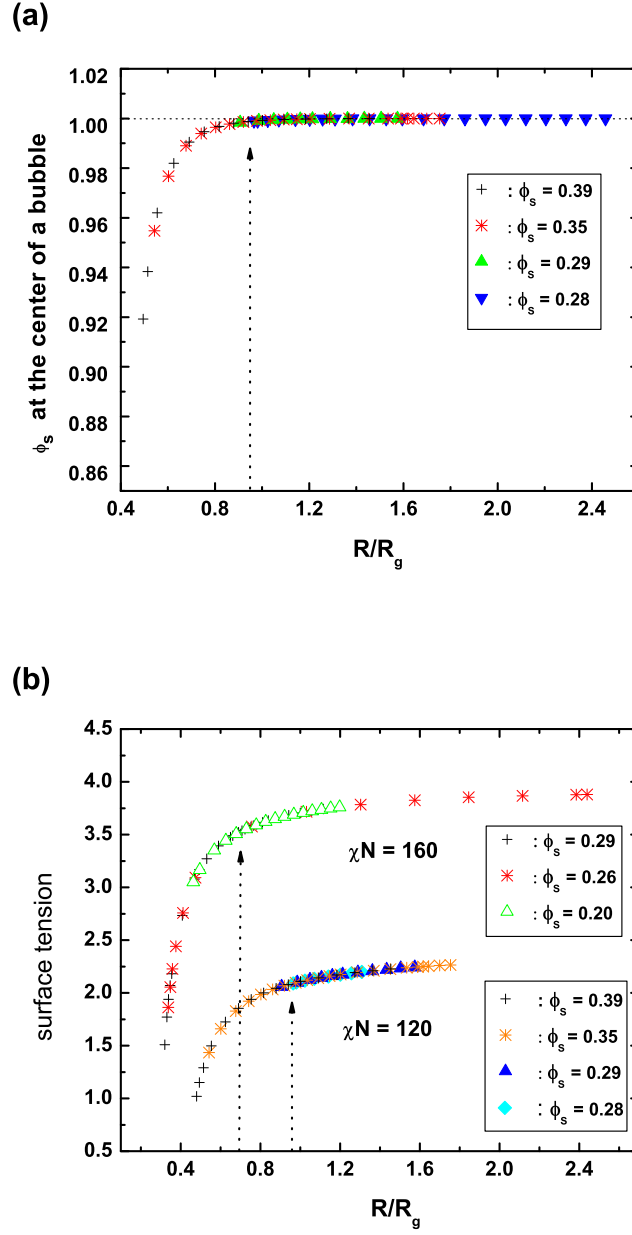 (a)
1.02
1.00
0.98
0.96
0.94
0.92
0.90
0.88
0.86
ϕs at the center of a bubble
: ϕs = 0.39
: ϕs = 0.35
: ϕs = 0.29
: ϕs = 0.28
0.4 0.8 1.2 1.6 2.0 2.4
R/Rg
(b)
4.5
4.0
3.5
3.0
2.5
2.0
1.5
1.0
0.5
surface tension
χN = 160
: ϕs = 0.29
: ϕs = 0.26
: ϕs = 0.20
χN = 120
: ϕs = 0.39
: ϕs = 0.35
: ϕs = 0.29
: ϕs = 0.28
0.4 0.8 1.2 1.6 2.0 2.4
R/Rg